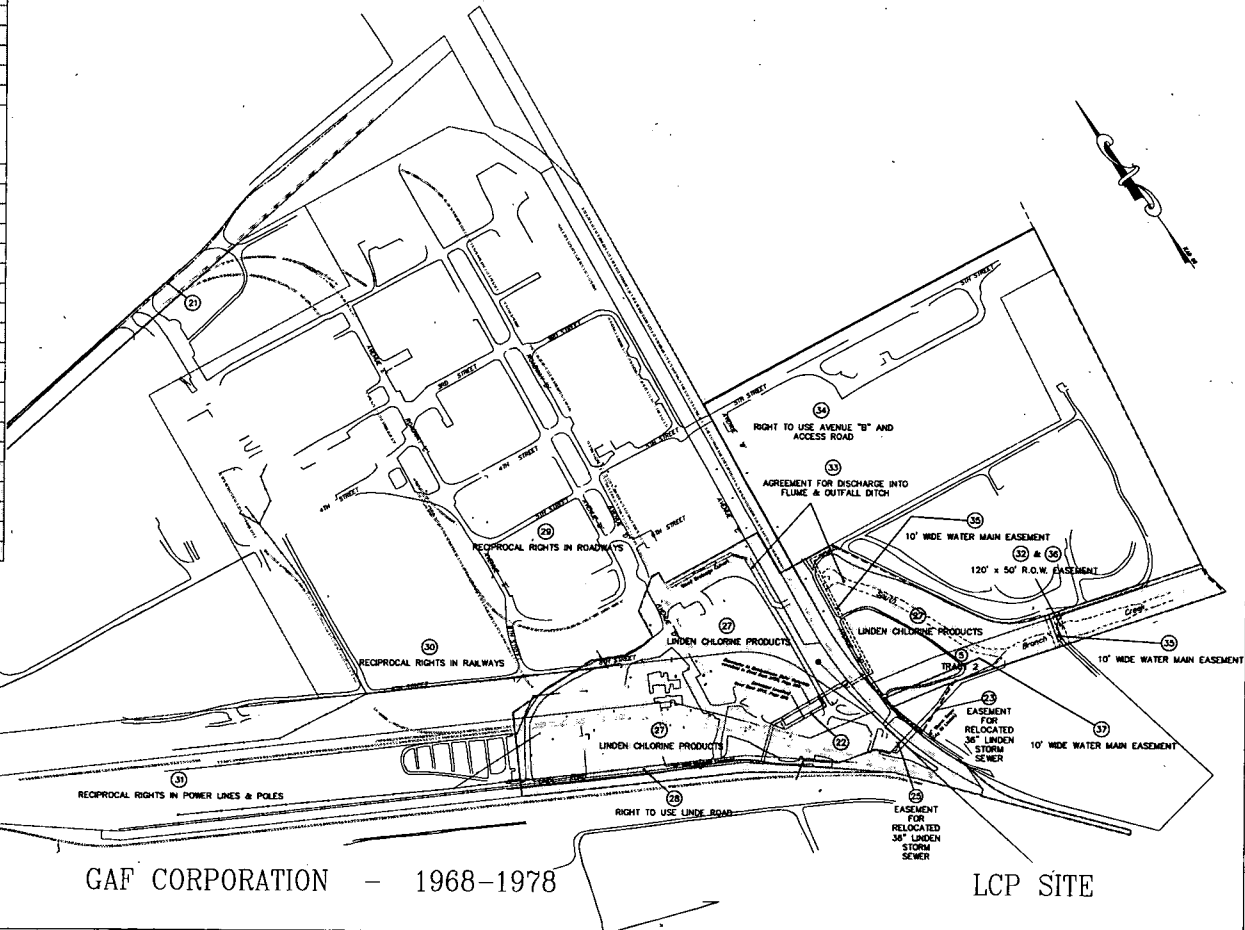 21
5TH STREET
5TH STREET
3RD STREET
4TH STREET
4TH STREET
34
RIGHT TO USE AVENUE "B" AND
ACCESS ROAD
33
AGREEMENT FOR DISCHARGE INTO
FLUME & OUTFALL DITCH
29
RECIPROCAL RIGHTS IN ROADWAYS
35
10' WIDE WATER MAIN EASEMENT
32 & 36
120' x 50' R.O.W. EASEMENT
South
Branch
Creek
27
LINDEN CHLORINE PRODUCTS
27
LINDEN CHLORINE PRODUCTS
5
TRACT 2
35
10' WIDE WATER MAIN EASEMENT
30
RECIPROCAL RIGHTS IN RAILWAYS
23
EASEMENT
FOR
RELOCATED
36" LINDEN
STORM
SEWER
37
10' WIDE WATER MAIN EASEMENT
22
27
LINDEN CHLORINE PRODUCTS
31
RECIPROCAL RIGHTS IN POWER LINES & POLES
28
RIGHT TO USE LINDE ROAD
25
EASEMENT
FOR
RELOCATED
36" LINDEN
STORM
SEWER
GAF CORPORATION - 1968-1978
LCP SITE